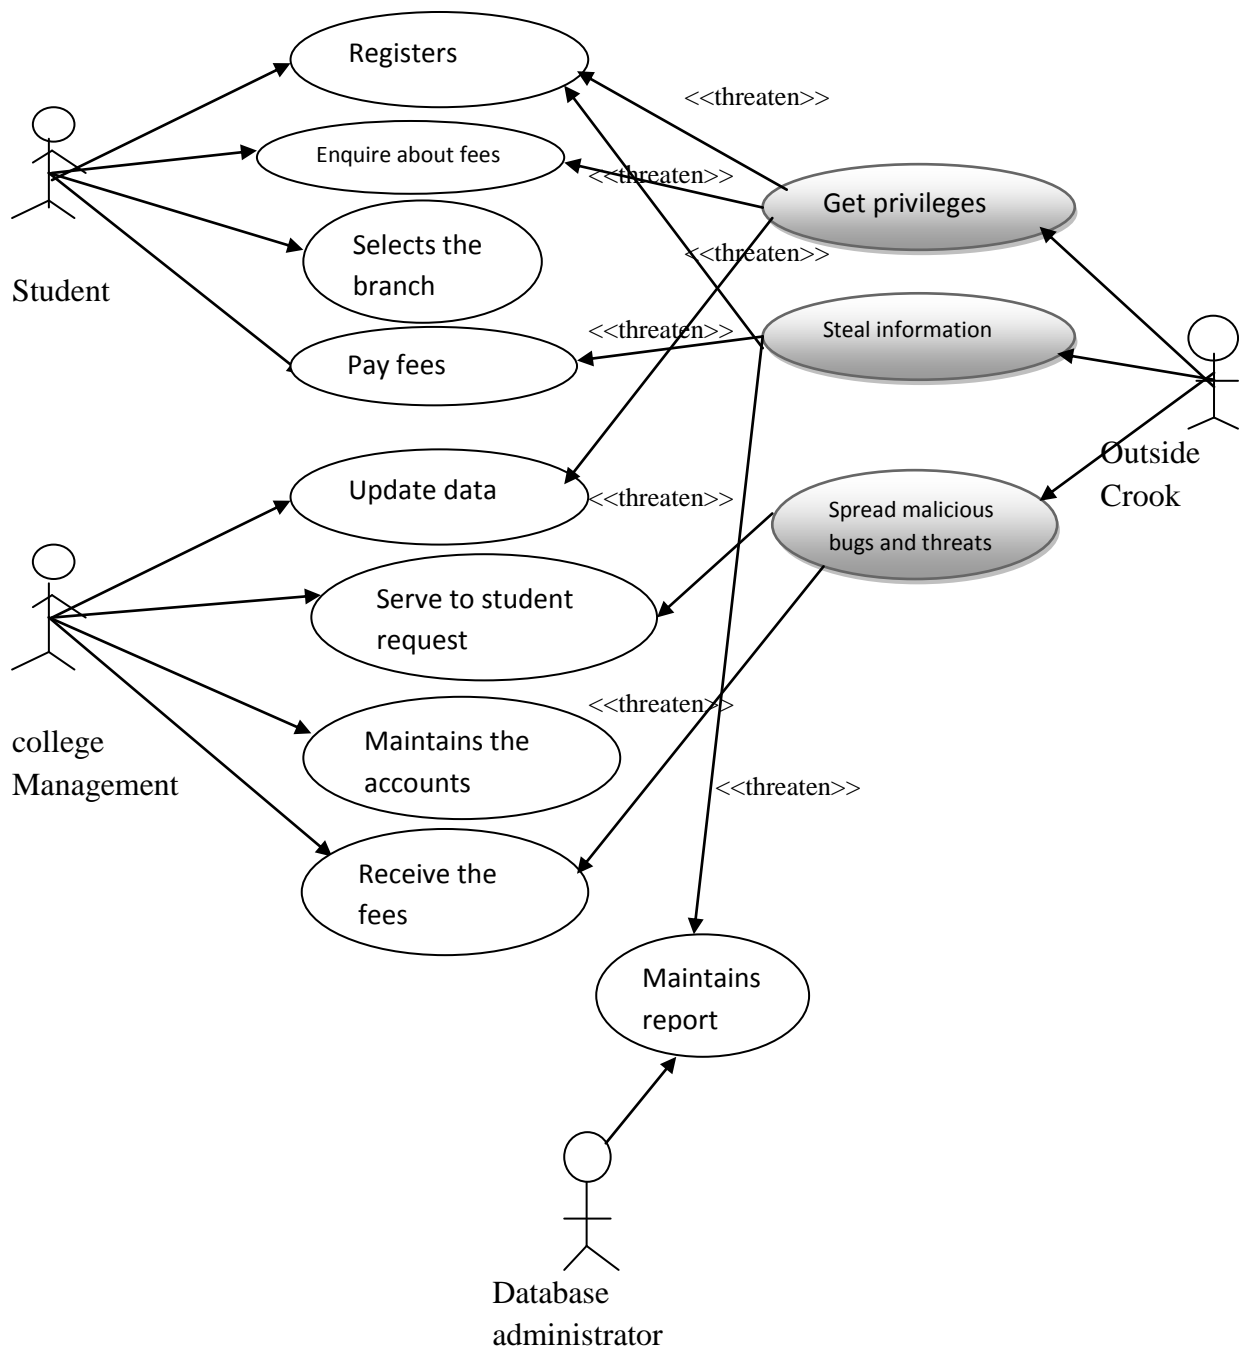 Registers
<<threaten>>
Enquire about fees
<<threaten>>
Get privileges
Selects the
branch
<<threaten>>
Student
Steal information
<<threaten>>
Pay fees
Outside
Crook
Update data
<<threaten>>
Spread malicious
bugs and threats
Serve to student
request
<<threaten>>
college
Management
Maintains the
accounts
<<threaten>>
Receive the
fees
Maintains
report
Database
administrator